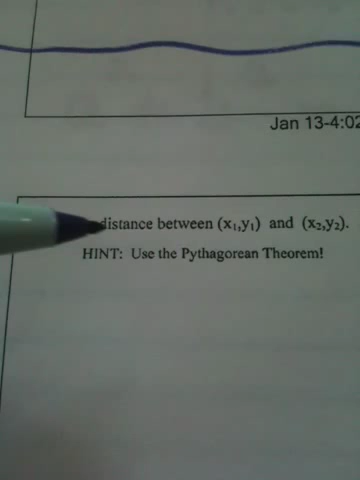 Jan 13-4:02
distance between (x₁,y₁) and (x₂,y₂).
HINT: Use the Pythagorean Theorem!